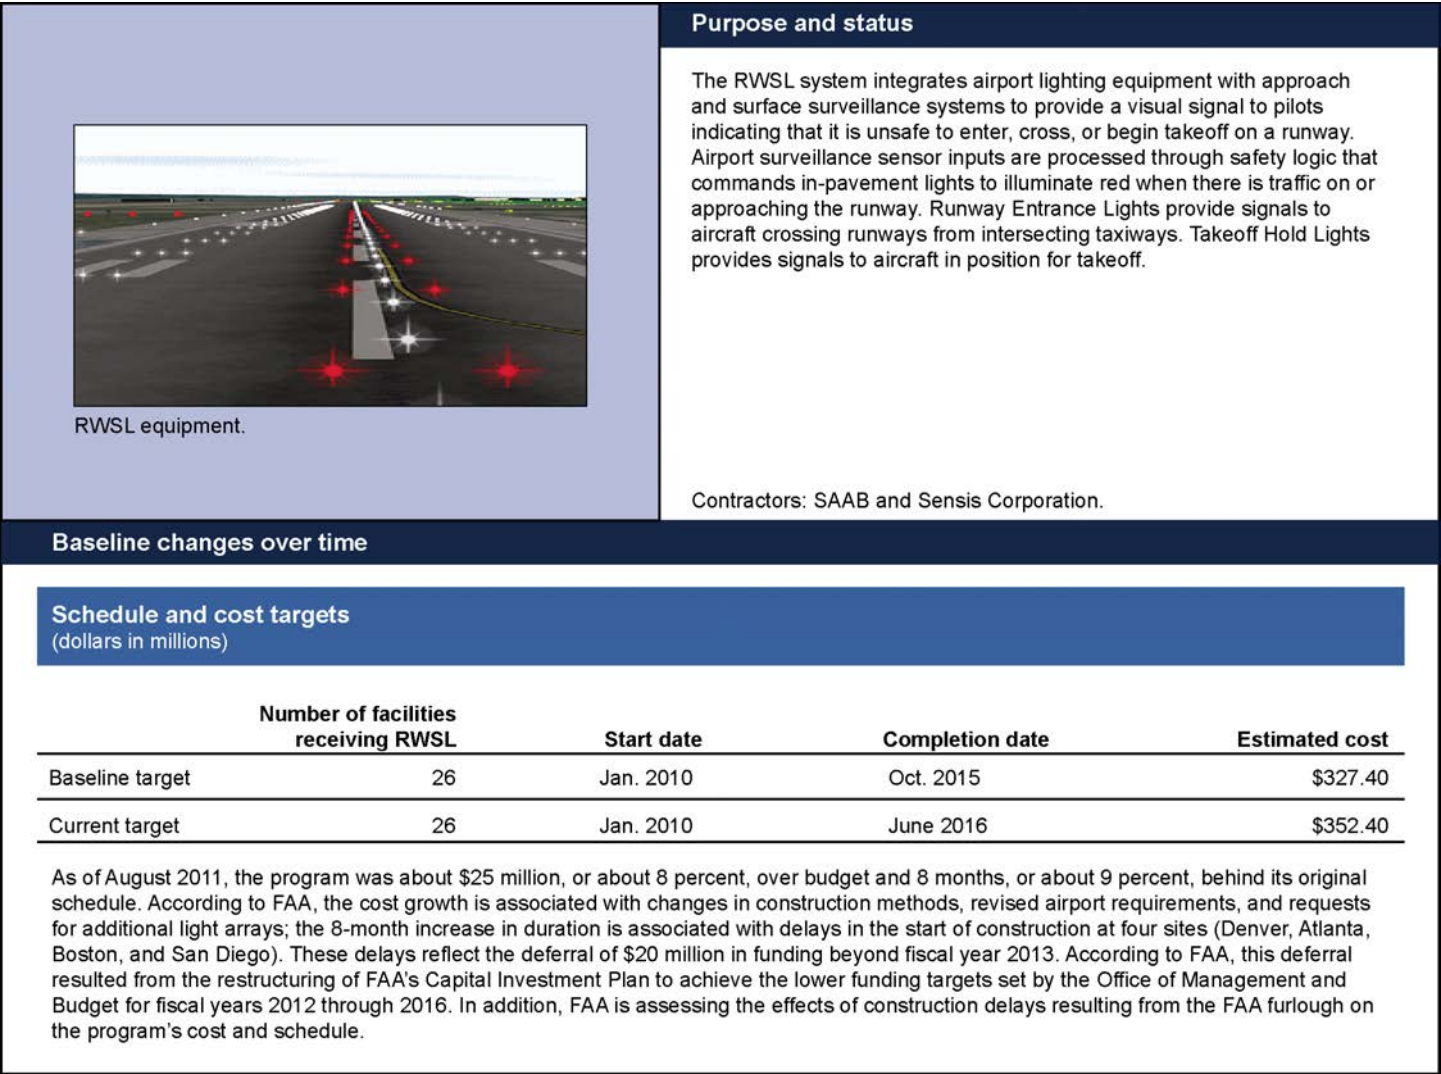 Purpose and status
The RWSL system integrates airport lighting equipment with approach
and surface surveillance systems to provide a visual signal to pilots
indicating that it is unsafe to enter, cross, or begin takeoff on a runway.
Airport surveillance sensor inputs are processed through safety logic that
commands in-pavement lights to illuminate red when there is traffic on or
approaching the runway. Runway Entrance Lights provide signals to
aircraft crossing runways from intersecting taxiways. Takeoff Hold Lights
provides signals to aircraft in position for takeoff.
RWSL equipment.
Contractors: SAAB and Sensis Corporation.
Baseline changes over time
Schedule and cost targets
(dollars in millions)
Number of facilities
receiving RWSL Start date Completion date Estimated cost
Baseline target 26 Jan. 2010 Oct. 2015 $327.40
Current target 26 Jan. 2010 June 2016 $352.40
As of August 2011, the program was about $25 million, or about 8 percent, over budget and 8 months, or about 9 percent, behind its original
schedule. According to FAA, the cost growth is associated with changes in construction methods, revised airport requirements, and requests
for additional light arrays; the 8-month increase in duration is associated with delays in the start of construction at four sites (Denver, Atlanta,
Boston, and San Diego). These delays reflect the deferral of $20 million in funding beyond fiscal year 2013. According to FAA, this deferral
resulted from the restructuring of FAA's Capital Investment Plan to achieve the lower funding targets set by the Office of Management and
Budget for fiscal years 2012 through 2016. In addition, FAA is assessing the effects of construction delays resulting from the FAA furlough on
the program's cost and schedule.